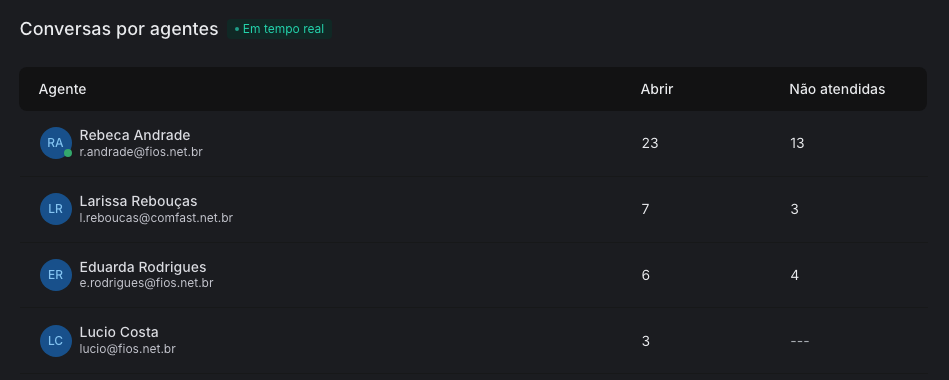 Conversas por agentes • Em tempo real
Agente Abrir Não atendidas
RA Rebeca Andrade 23 13
r.andrade@fios.net.br
LR Larissa Rebouças 7 3
l.reboucas@comfast.net.br
ER Eduarda Rodrigues 6 4
e.rodrigues@fios.net.br
LC Lucio Costa 3 ---
lucio@fios.net.br